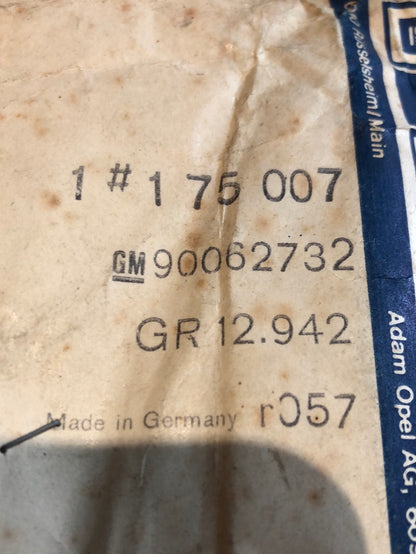 1 # 1 75 007
GM 90062732
GR 12.942
Made in Germany r057
Rüsselsheim/Main
Adam Opel AG,